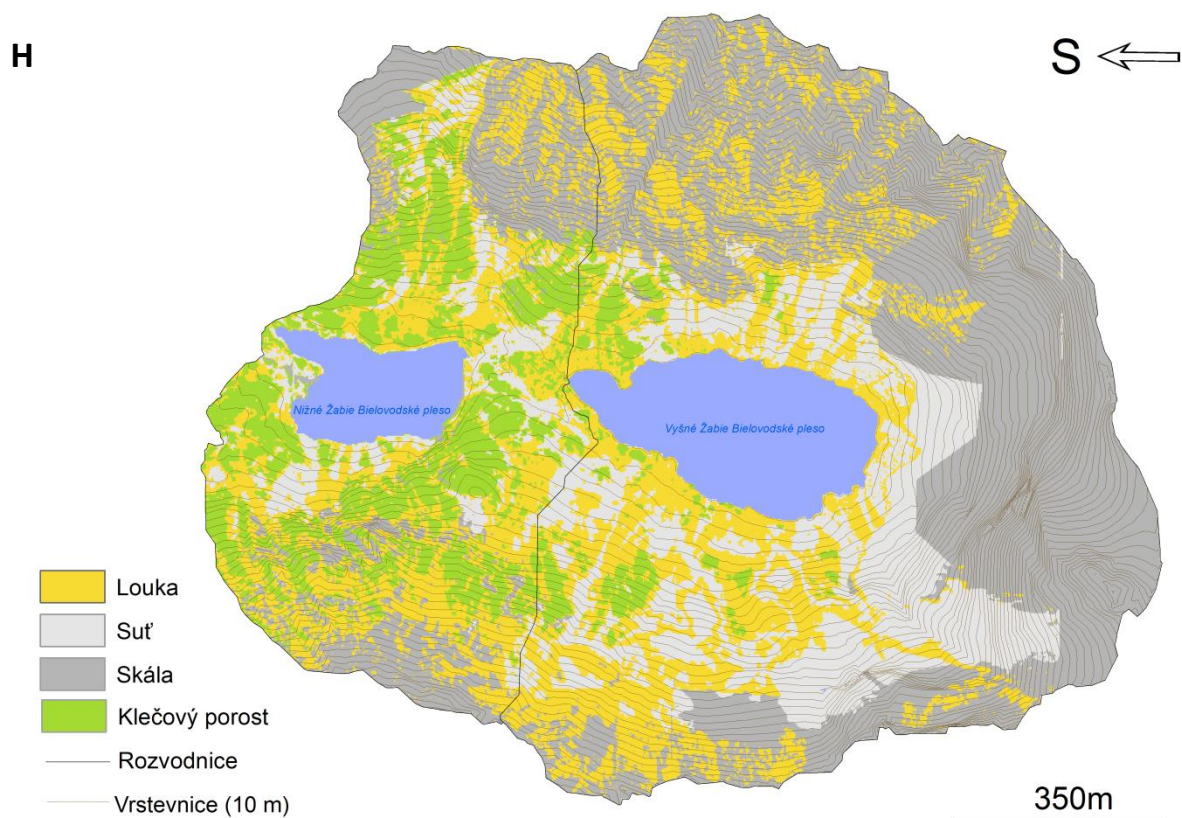 H
S
Nižné Žabie Bielovodské pleso
Vyšné Žabie Bielovodské pleso
Louka
Suť
Skála
Klečový porost
Rozvodnice
Vrstevnice (10 m)
350m